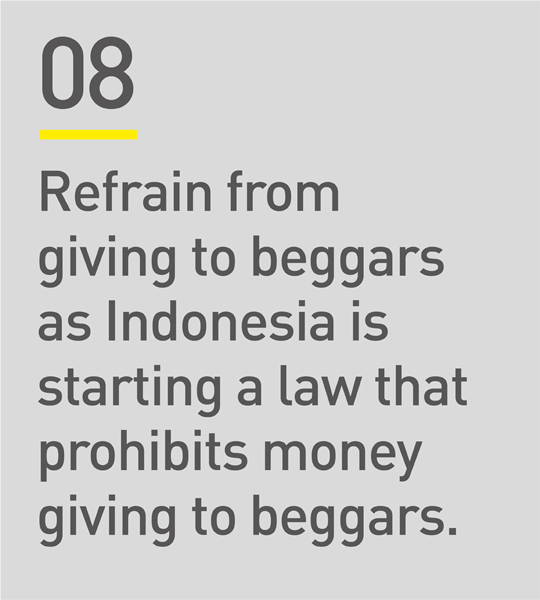 08
Refrain from
giving to beggars
as Indonesia is
starting a law that
prohibits money
giving to beggars.